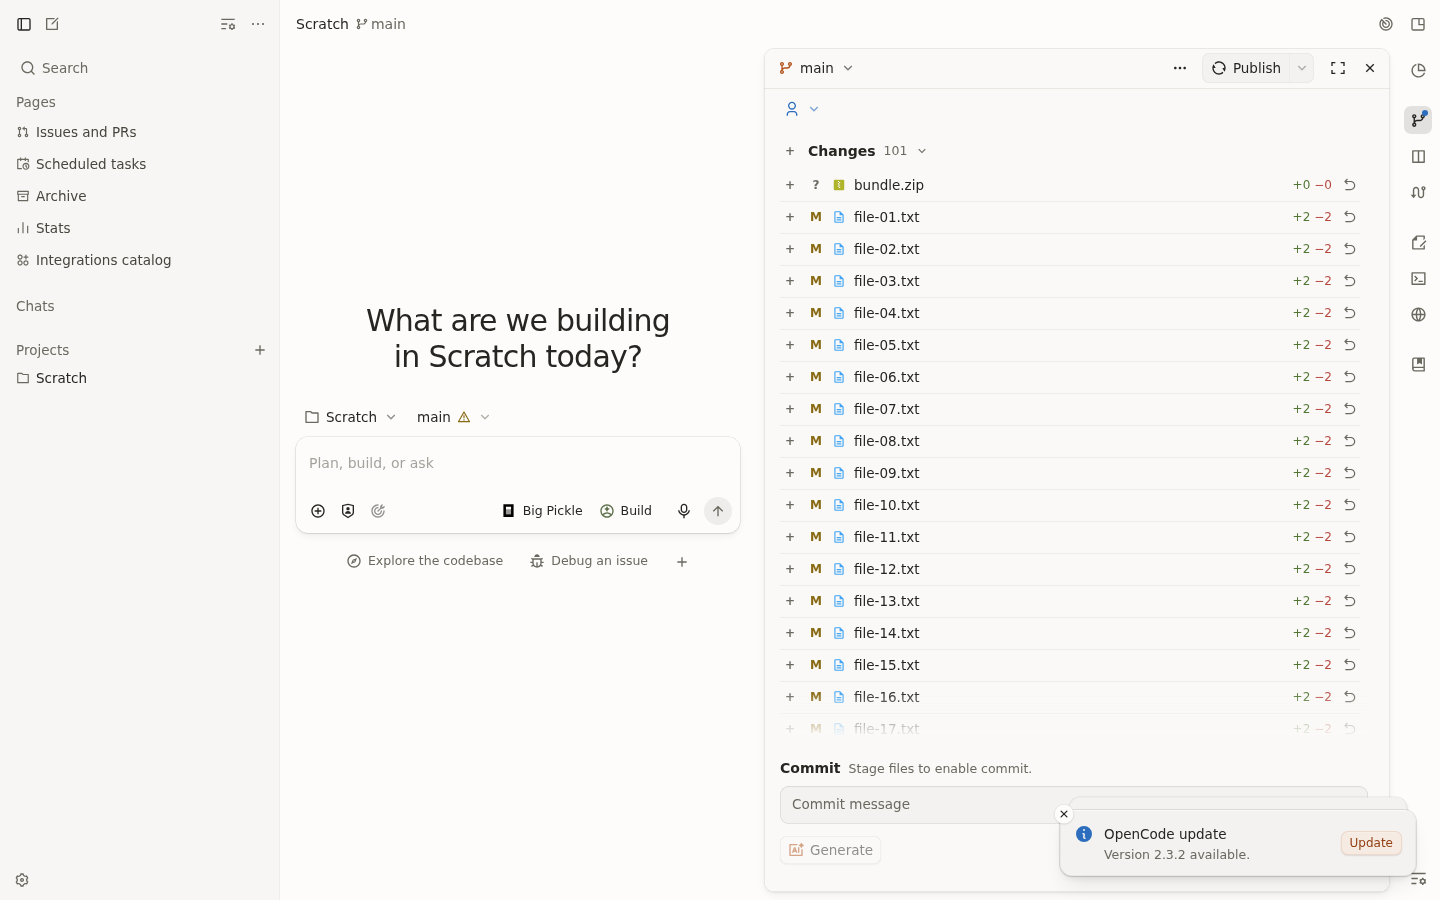 Scratch main
Search
Pages
Issues and PRs
Scheduled tasks
Archive
Stats
Integrations catalog
Chats
Projects
Scratch
What are we building
in Scratch today?
Scratch main
Plan, build, or ask
Big Pickle Build
Explore the codebase Debug an issue
main Publish
Changes 101
? bundle.zip +0 −0
M file-01.txt +2 −2
M file-02.txt +2 −2
M file-03.txt +2 −2
M file-04.txt +2 −2
M file-05.txt +2 −2
M file-06.txt +2 −2
M file-07.txt +2 −2
M file-08.txt +2 −2
M file-09.txt +2 −2
M file-10.txt +2 −2
M file-11.txt +2 −2
M file-12.txt +2 −2
M file-13.txt +2 −2
M file-14.txt +2 −2
M file-15.txt +2 −2
M file-16.txt +2 −2
M file-17.txt +2 −2
Commit Stage files to enable commit.
Commit message
Generate
OpenCode update
Version 2.3.2 available.
Update